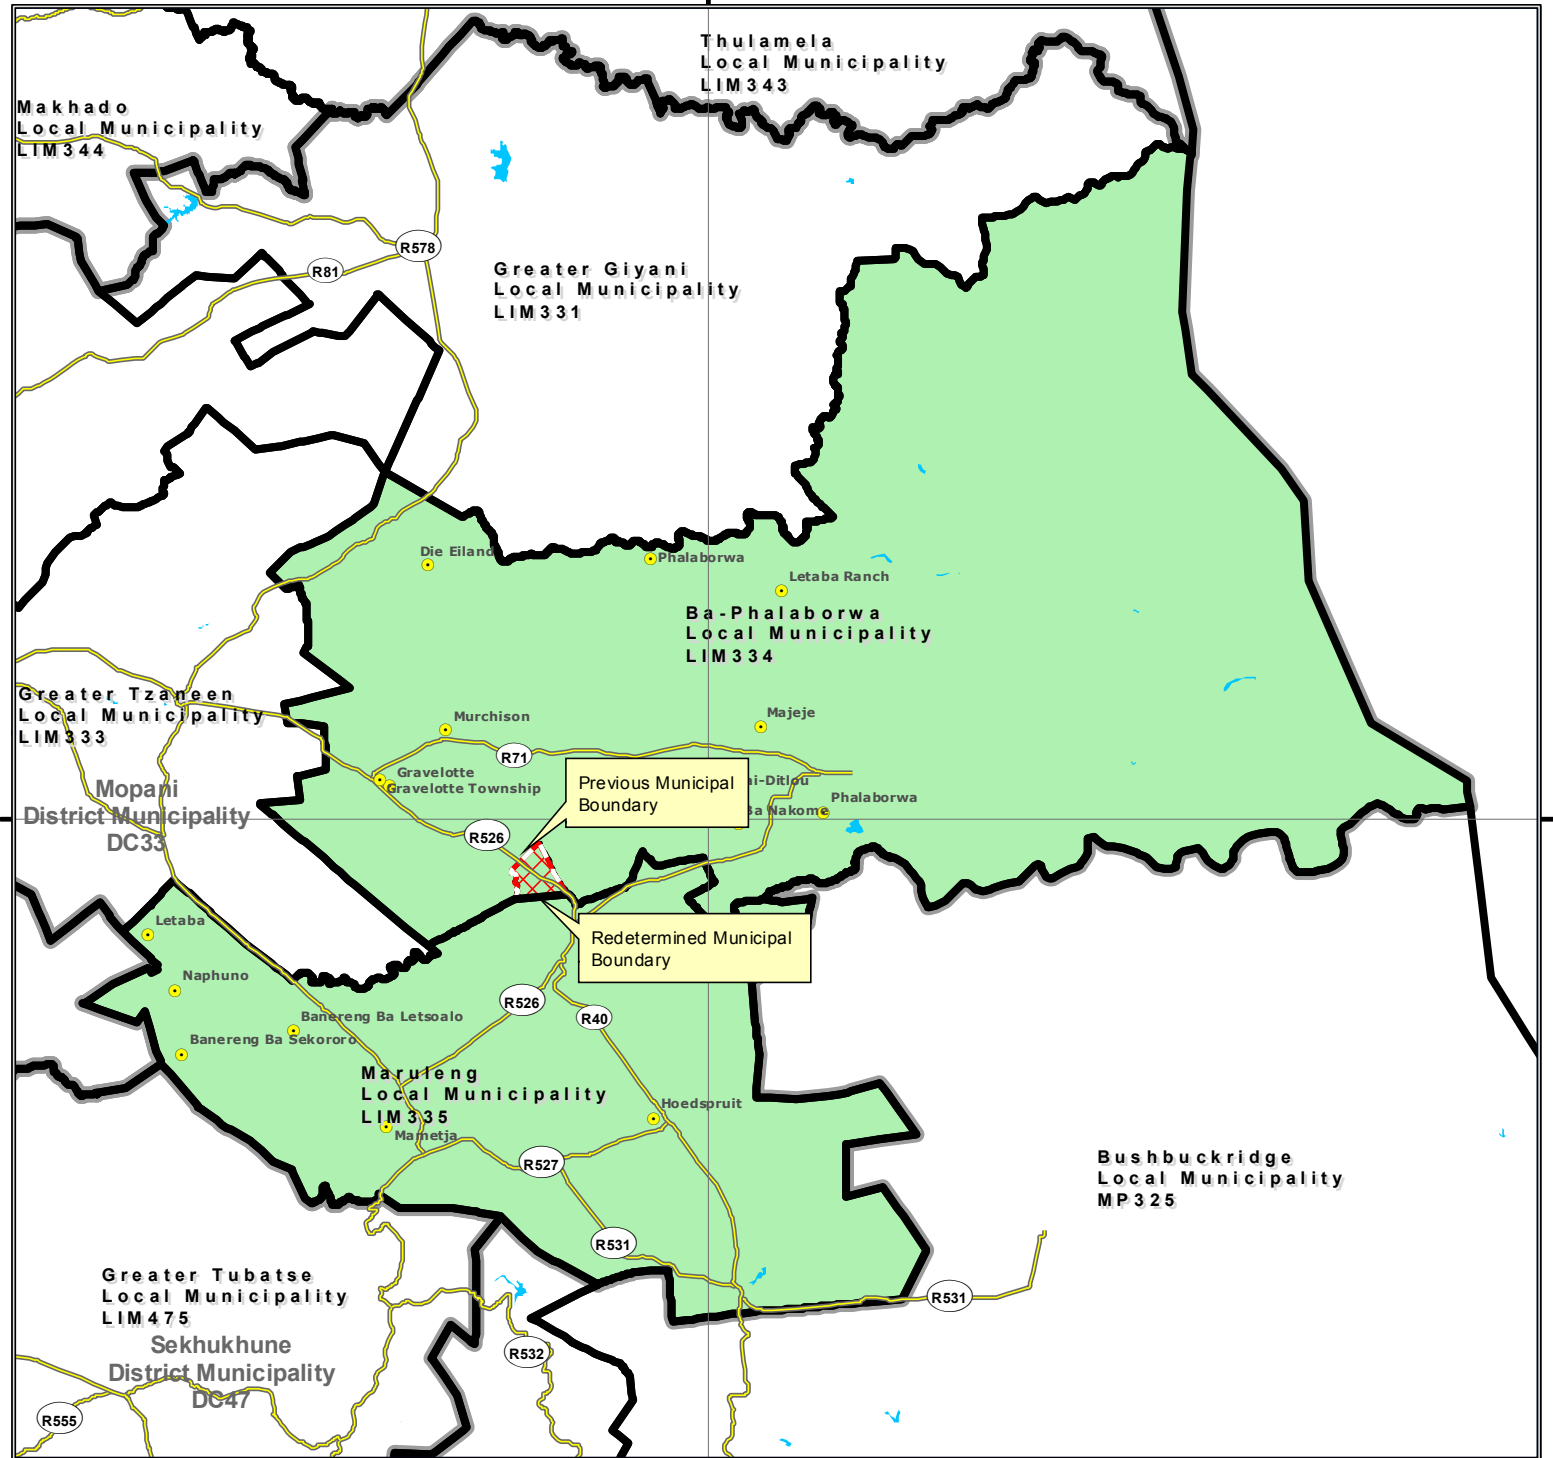 Thulamela
Local Municipality
LIM343
Makhado
Local Municipality
LIM344
R578
R81
Greater Giyani
Local Municipality
LIM331
Die Eiland
Phalaborwa
Letaba Ranch
Ba-Phalaborwa
Local Municipality
LIM334
Greater Tzaneen
Local Municipality
LIM333
Murchison
Majeje
R71
Gravelotte
Gravelotte Township
Previous Municipal
Boundary
ai-Ditlou
Phalaborwa
Ba Nakome
Mopani
District Municipality
DC33
R526
Letaba
Redetermined Municipal
Boundary
Naphuno
R526
R40
Banereng Ba Letsoalo
Banereng Ba Sekororo
Maruleng
Local Municipality
LIM335
Hoedspruit
Mametja
R527
Bushbuckridge
Local Municipality
MP325
R531
Greater Tubatse
Local Municipality
LIM475
R531
Sekhukhune
District Municipality
DC47
R532
R555